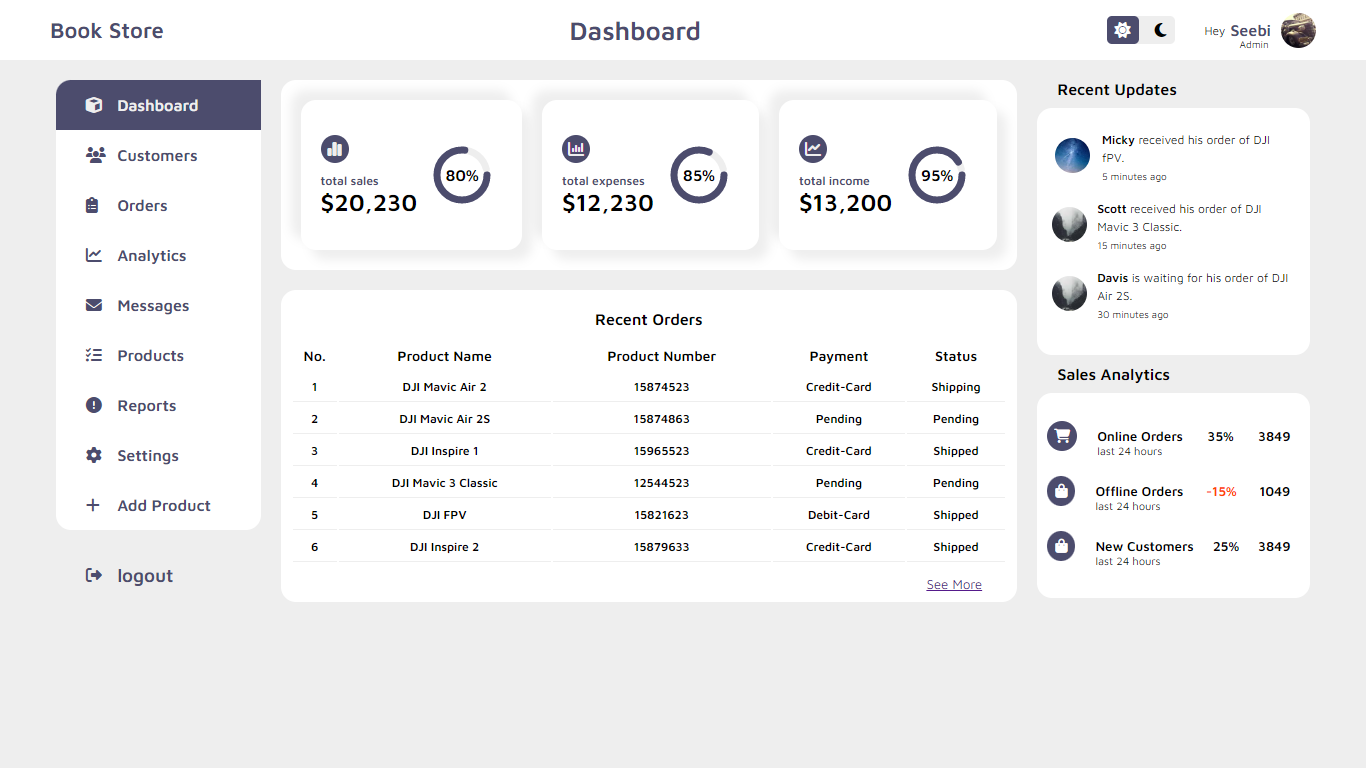 Book Store
Dashboard
Hey Seebi
Admin
Dashboard
Customers
Orders
Analytics
Messages
Products
Reports
Settings
Add Product
logout
total sales
$20,230
80%
total expenses
$12,230
85%
total income
$13,200
95%
Recent Orders
No. Product Name Product Number Payment Status
1 DJI Mavic Air 2 15874523 Credit-Card Shipping
2 DJI Mavic Air 2S 15874863 Pending Pending
3 DJI Inspire 1 15965523 Credit-Card Shipped
4 DJI Mavic 3 Classic 12544523 Pending Pending
5 DJI FPV 15821623 Debit-Card Shipped
6 DJI Inspire 2 15879633 Credit-Card Shipped
See More
Recent Updates
Micky received his order of DJI
fPV.
5 minutes ago
Scott received his order of DJI
Mavic 3 Classic.
15 minutes ago
Davis is waiting for his order of DJI
Air 2S.
30 minutes ago
Sales Analytics
Online Orders 35% 3849
last 24 hours
Offline Orders -15% 1049
last 24 hours
New Customers 25% 3849
last 24 hours